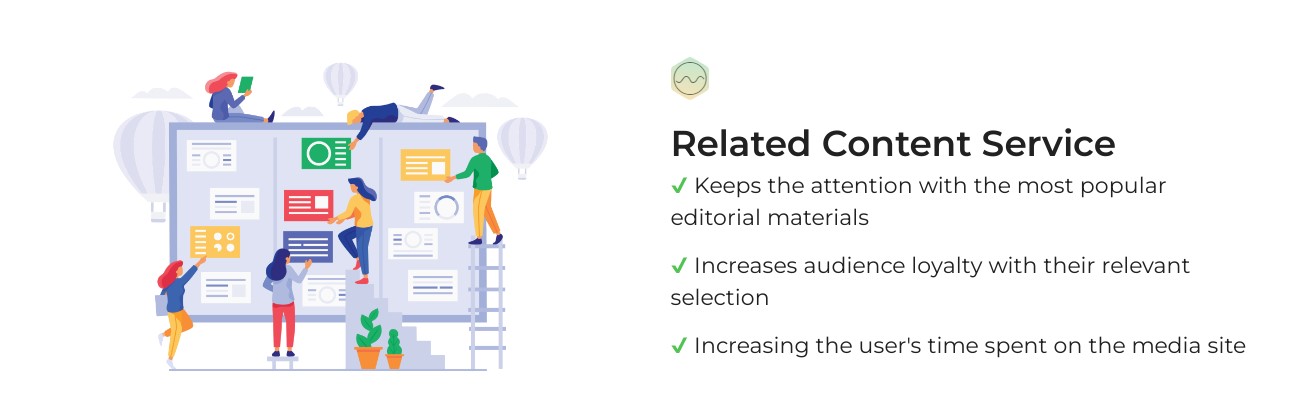 Related Content Service
✓ Keeps the attention with the most popular
editorial materials
✓ Increases audience loyalty with their relevant
selection
✓ Increasing the user's time spent on the media site